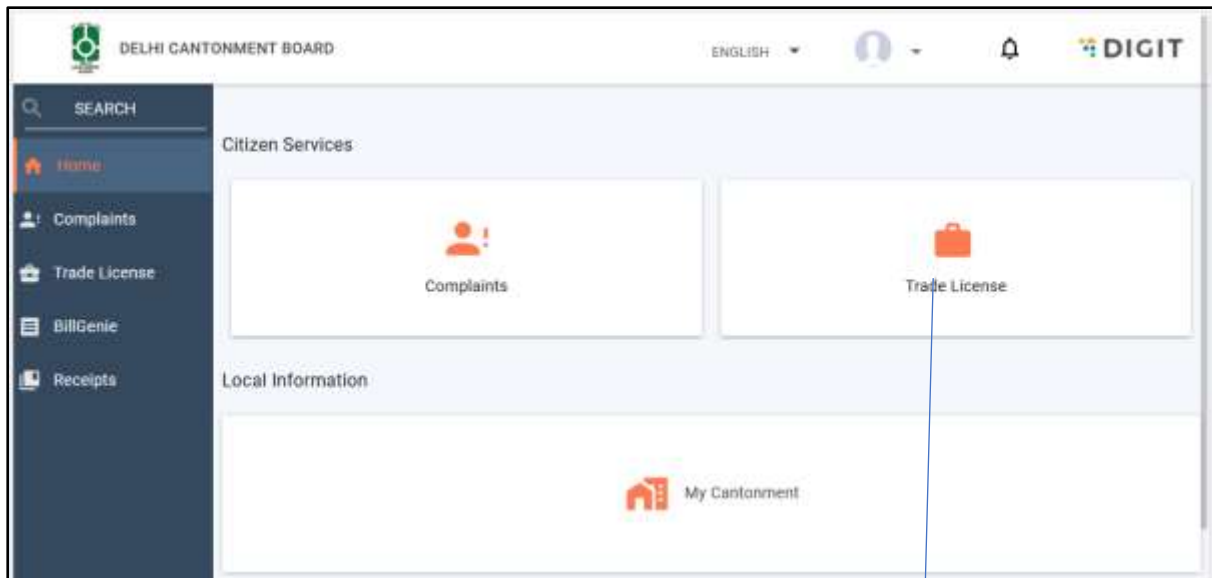 DELHI CANTONMENT BOARD
ENGLISH
DIGIT
SEARCH
Home
Complaints
Trade License
BillGenie
Receipts
Citizen Services
Complaints
Trade License
Local Information
My Cantonment